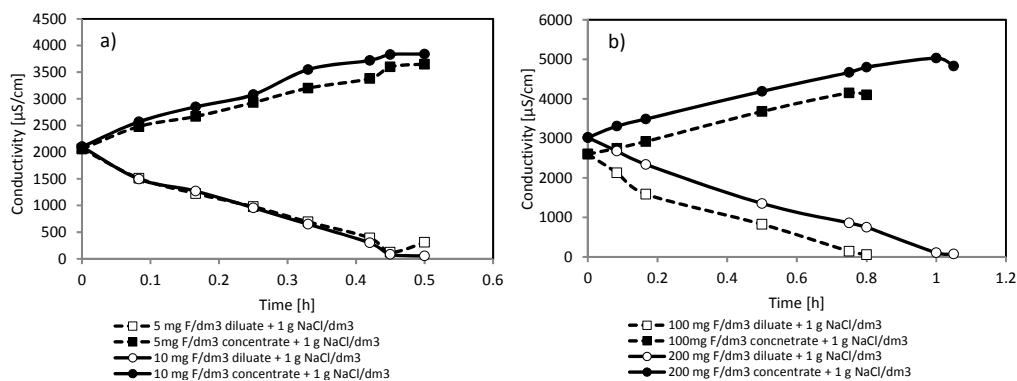 a)
Conductivity [µS/cm]
4500
4000
3500
3000
2500
2000
1500
1000
500
0
0 0.1 0.2 0.3 0.4 0.5 0.6
Time [h]
5 mg F/dm3 diluate + 1 g NaCl/dm3
5mg F/dm3 concentrate + 1 g NaCl/dm3
10 mg F/dm3 diluate + 1 g NaCl/dm3
10 mg F/dm3 concentrate + 1 g NaCl/dm3
b)
Conductivity [µS/cm]
6000
5000
4000
3000
2000
1000
0
0 0.2 0.4 0.6 0.8 1 1.2
Time [h]
100 mg F/dm3 diluate + 1 g NaCl/dm3
100mg F/dm3 concnetrate + 1 g NaCl/dm3
200 mg F/dm3 diluate + 1 g NaCl/dm3
200 mg F/dm3 concentrate + 1 g NaCl/dm3